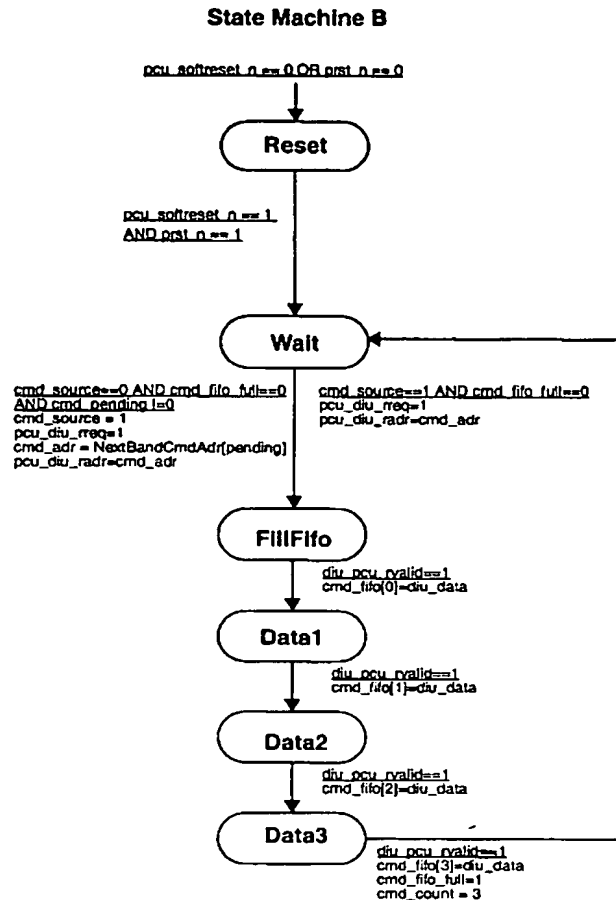 State Machine B
pcu_softreset_n == 0 OR prst_n == 0
Reset
pcu_softreset_n == 1
AND prst_n == 1
Wait
cmd_source==0 AND cmd_fifo_full==0
AND cmd_pending !=0
cmd_source = 1
pcu_diu_rreq=1
cmd_adr = NextBandCmdAdr[pending]
pcu_diu_radr=cmd_adr
cmd_source==1 AND cmd_fifo_full==0
pcu_diu_rreq=1
pcu_diu_radr=cmd_adr
FillFifo
diu_pcu_rvalid==1
cmd_fifo[0]=diu_data
Data1
diu_pcu_rvalid==1
cmd_fifo[1]=diu_data
Data2
diu_pcu_rvalid==1
cmd_fifo[2]=diu_data
Data3
diu_pcu_rvalid==1
cmd_fifo[3]=diu_data
cmd_fifo_full=1
cmd_count = 3